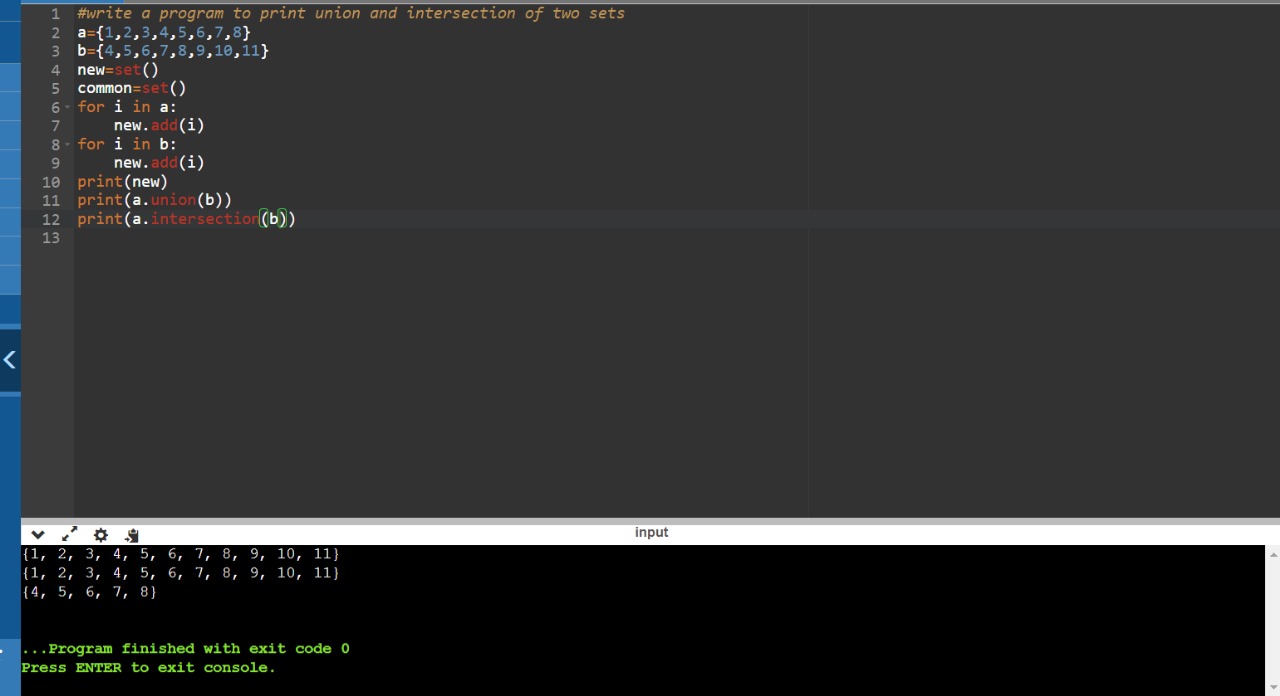 1 #write a program to print union and intersection of two sets
2 a={1,2,3,4,5,6,7,8}
3 b={4,5,6,7,8,9,10,11}
4 new=set()
5 common=set()
6 for i in a:
7     new.add(i)
8 for i in b:
9     new.add(i)
10 print(new)
11 print(a.union(b))
12 print(a.intersection(b))
13
input
{1, 2, 3, 4, 5, 6, 7, 8, 9, 10, 11}
{1, 2, 3, 4, 5, 6, 7, 8, 9, 10, 11}
{4, 5, 6, 7, 8}
...Program finished with exit code 0
Press ENTER to exit console.